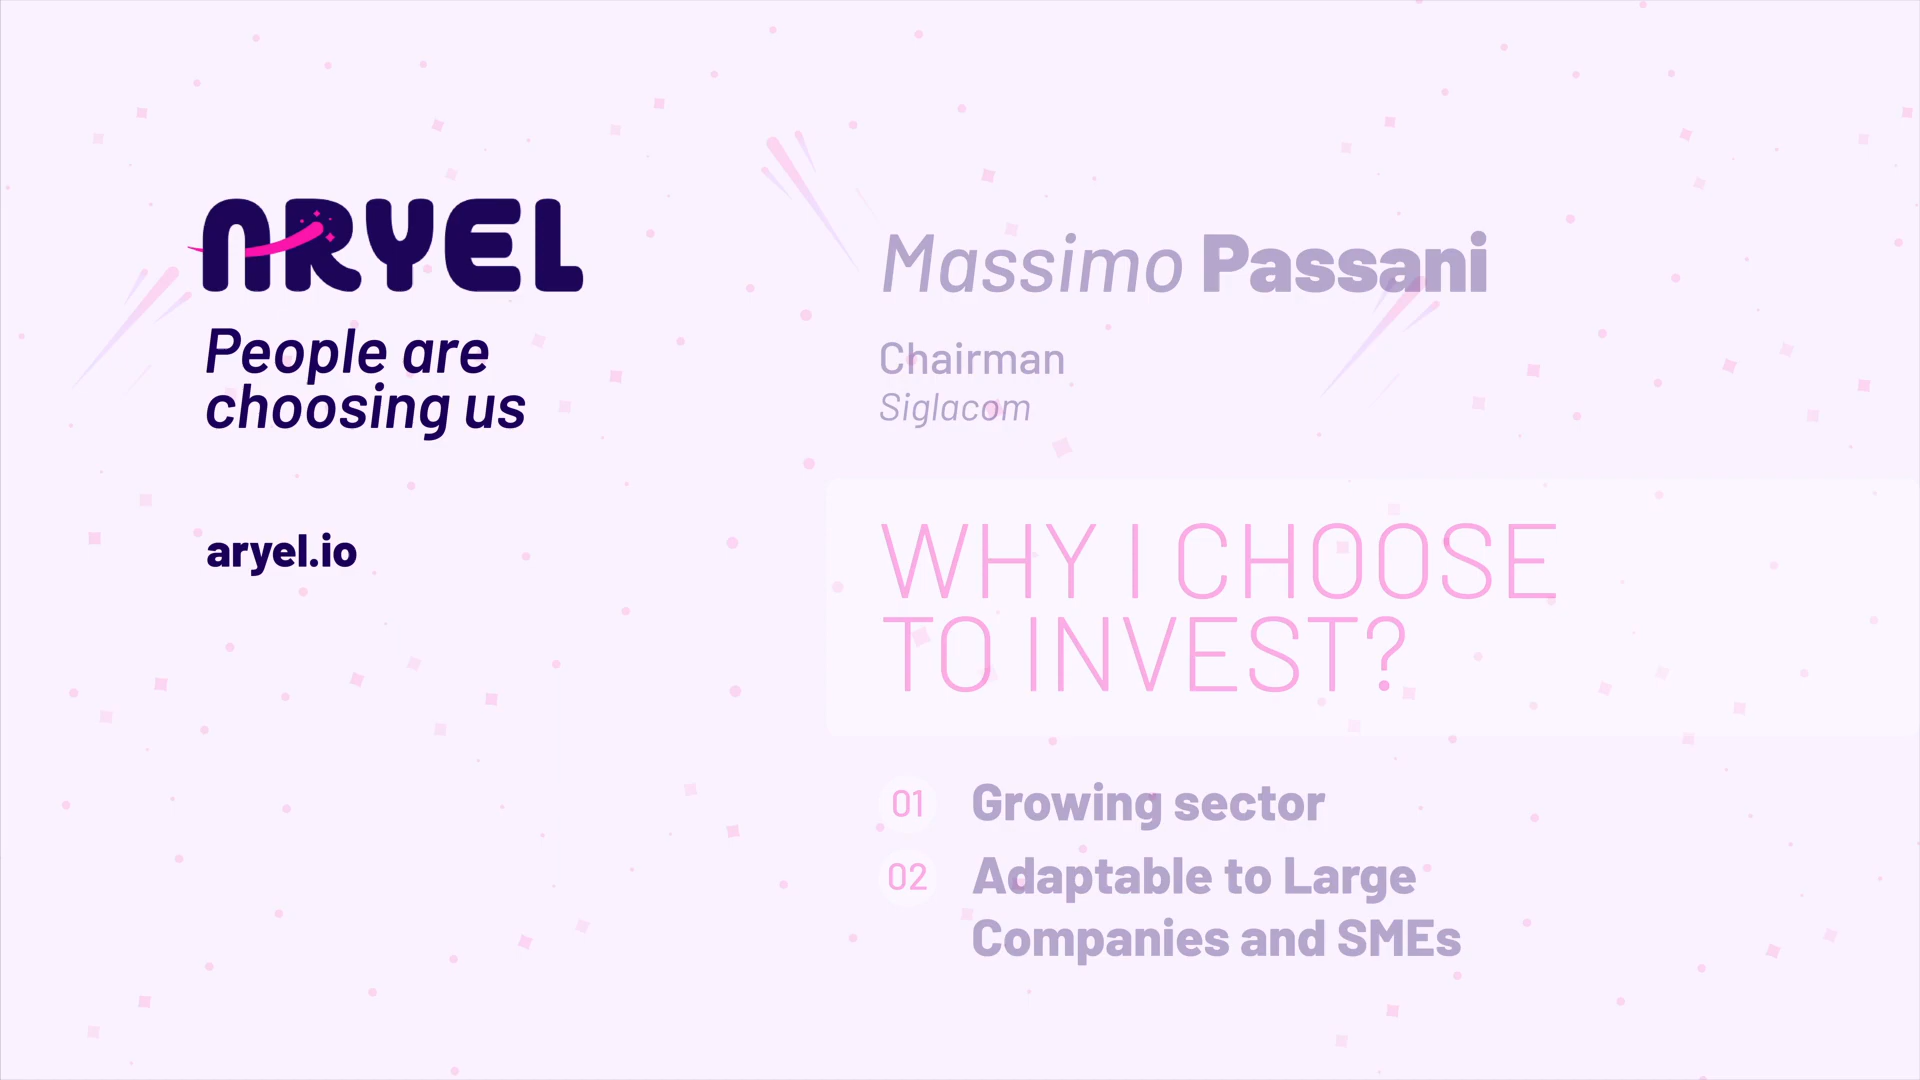 ARYEL
People are
choosing us
aryel.io
Massimo Passani
Chairman
Siglacom
WHY I CHOOSE
TO INVEST?
01 Growing sector
02 Adaptable to Large
Companies and SMEs